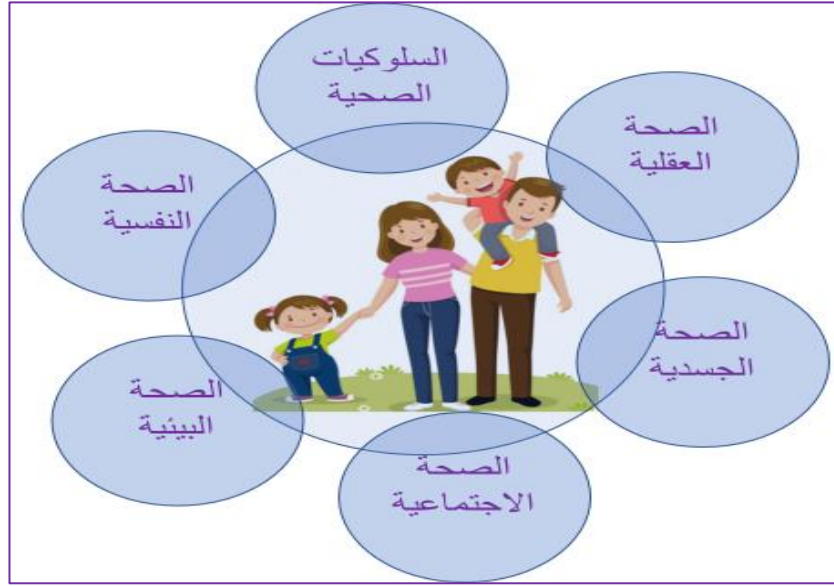 السلوكيات
الصحية
الصحة
العقلية
الصحة
النفسية
الصحة
الجسدية
الصحة
البيئية
الصحة
الاجتماعية